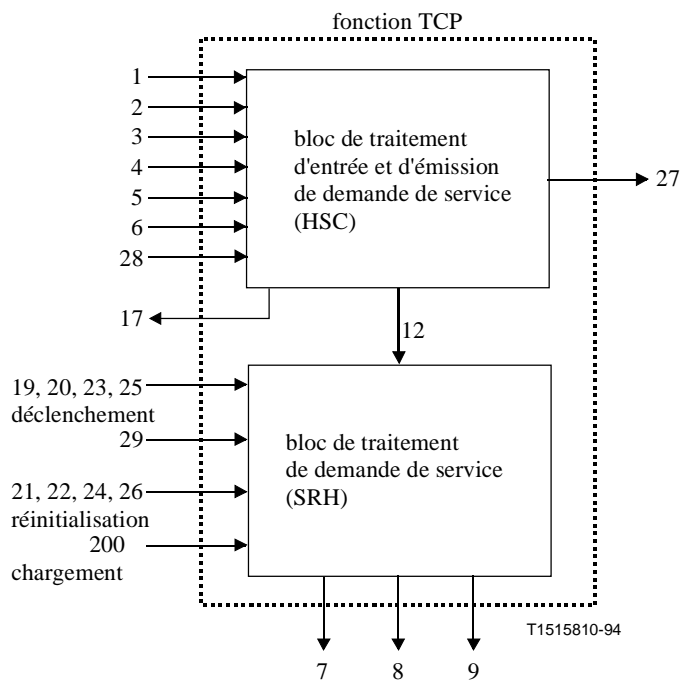 fonction TCP
1
2
3
4
5
6
28
bloc de traitement
d'entrée et d'émission
de demande de service
(HSC)
27
17
12
19, 20, 23, 25
déclenchement
29
21, 22, 24, 26
réinitialisation
200
chargement
bloc de traitement
de demande de service
(SRH)
T1515810-94
7
8
9